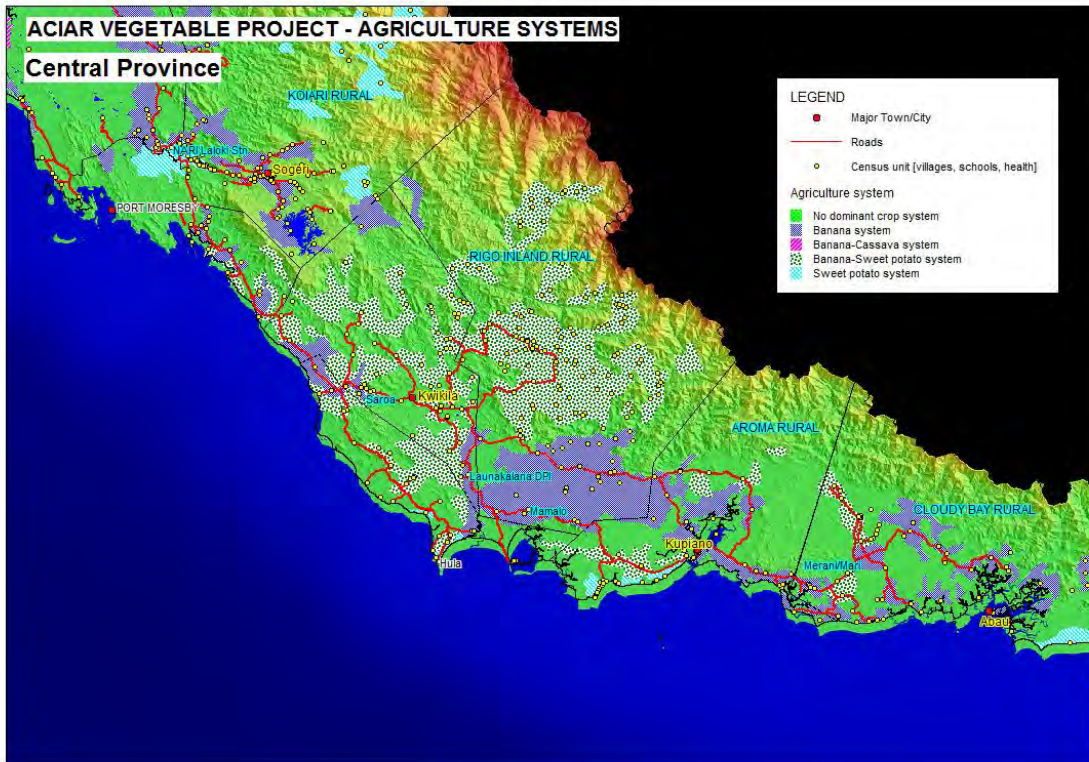 ACIAR VEGETABLE PROJECT - AGRICULTURE SYSTEMS
Central Province
KOIARI RURAL
LEGEND
Major Town/City
Roads
Census unit [villages, schools, health]
Agriculture system
No dominant crop system
Banana system
Banana-Cassava system
Banana-Sweet potato system
Sweet potato system
NARI Laloki Stn
Sogeri
PORT MORESBY
RIGO INLAND RURAL
Saroa
Kwikila
AROMA RURAL
Launakalana DPI
Mamalo
CLOUDY BAY RURAL
Kupiano
Hula
Merani/Mari
Abau